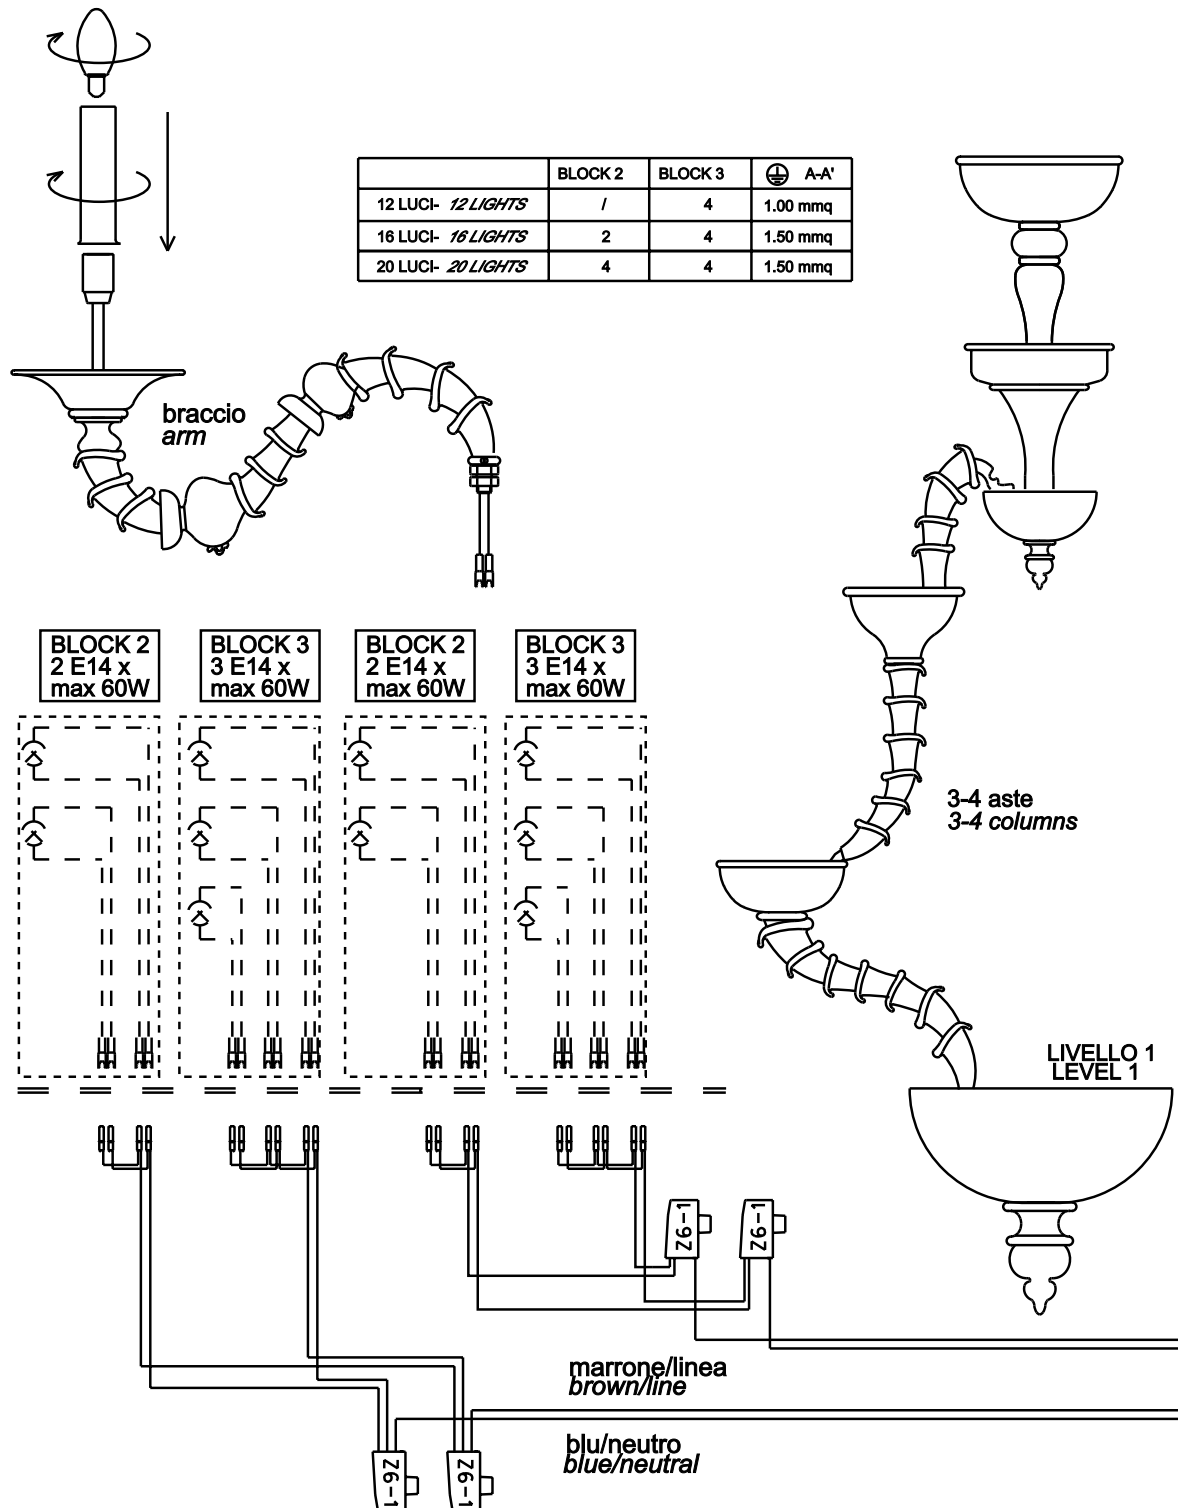 BLOCK 2 BLOCK 3 A-A'
12 LUCI- 12 LIGHTS / 4 1.00 mmq
16 LUCI- 16 LIGHTS 2 4 1.50 mmq
20 LUCI- 20 LIGHTS 4 4 1.50 mmq
braccio
arm
BLOCK 2
2 E14 x
max 60W
BLOCK 3
3 E14 x
max 60W
BLOCK 2
2 E14 x
max 60W
BLOCK 3
3 E14 x
max 60W
3-4 aste
3-4 columns
LIVELLO 1
LEVEL 1
Z6-1
Z6-1
marrone/linea
brown/line
blu/neutro
blue/neutral
Z6-1
Z6-1